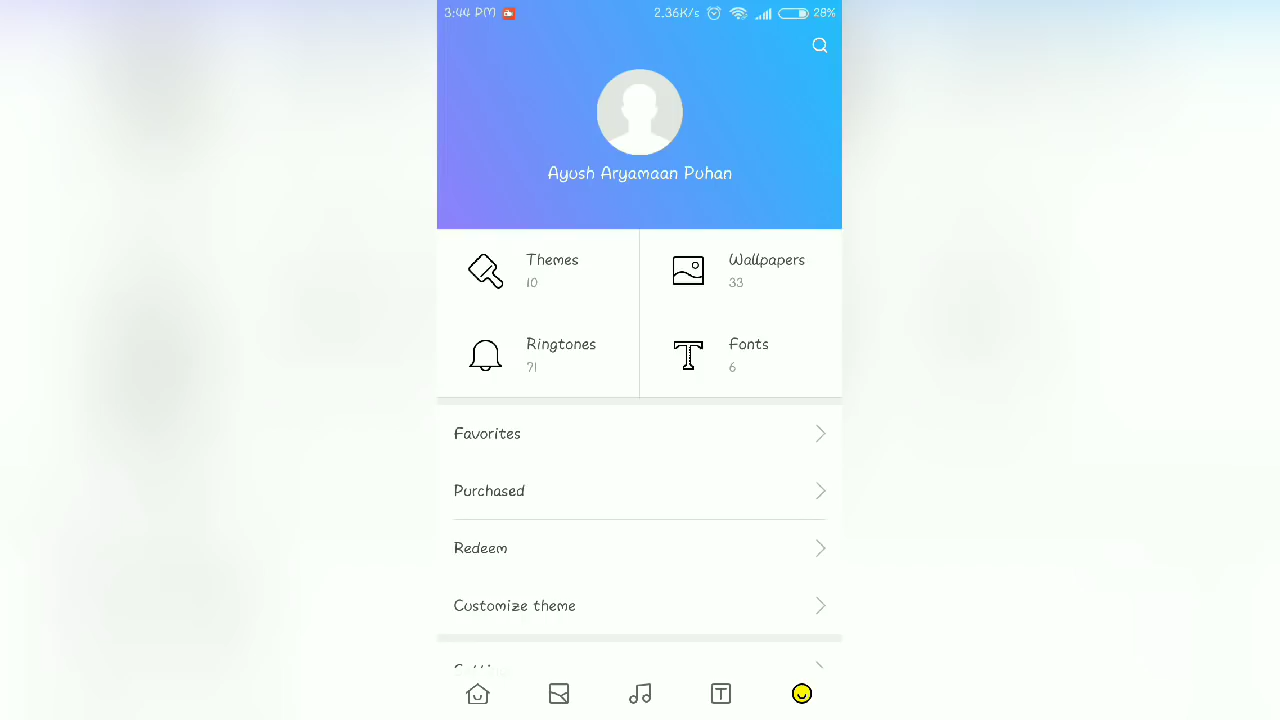 3:44 PM 2.36K/s 28%
Ayush Aryamaan Puhan
Themes
10
Wallpapers
33
Ringtones
71
Fonts
6
Favorites
Purchased
Redeem
Customize theme